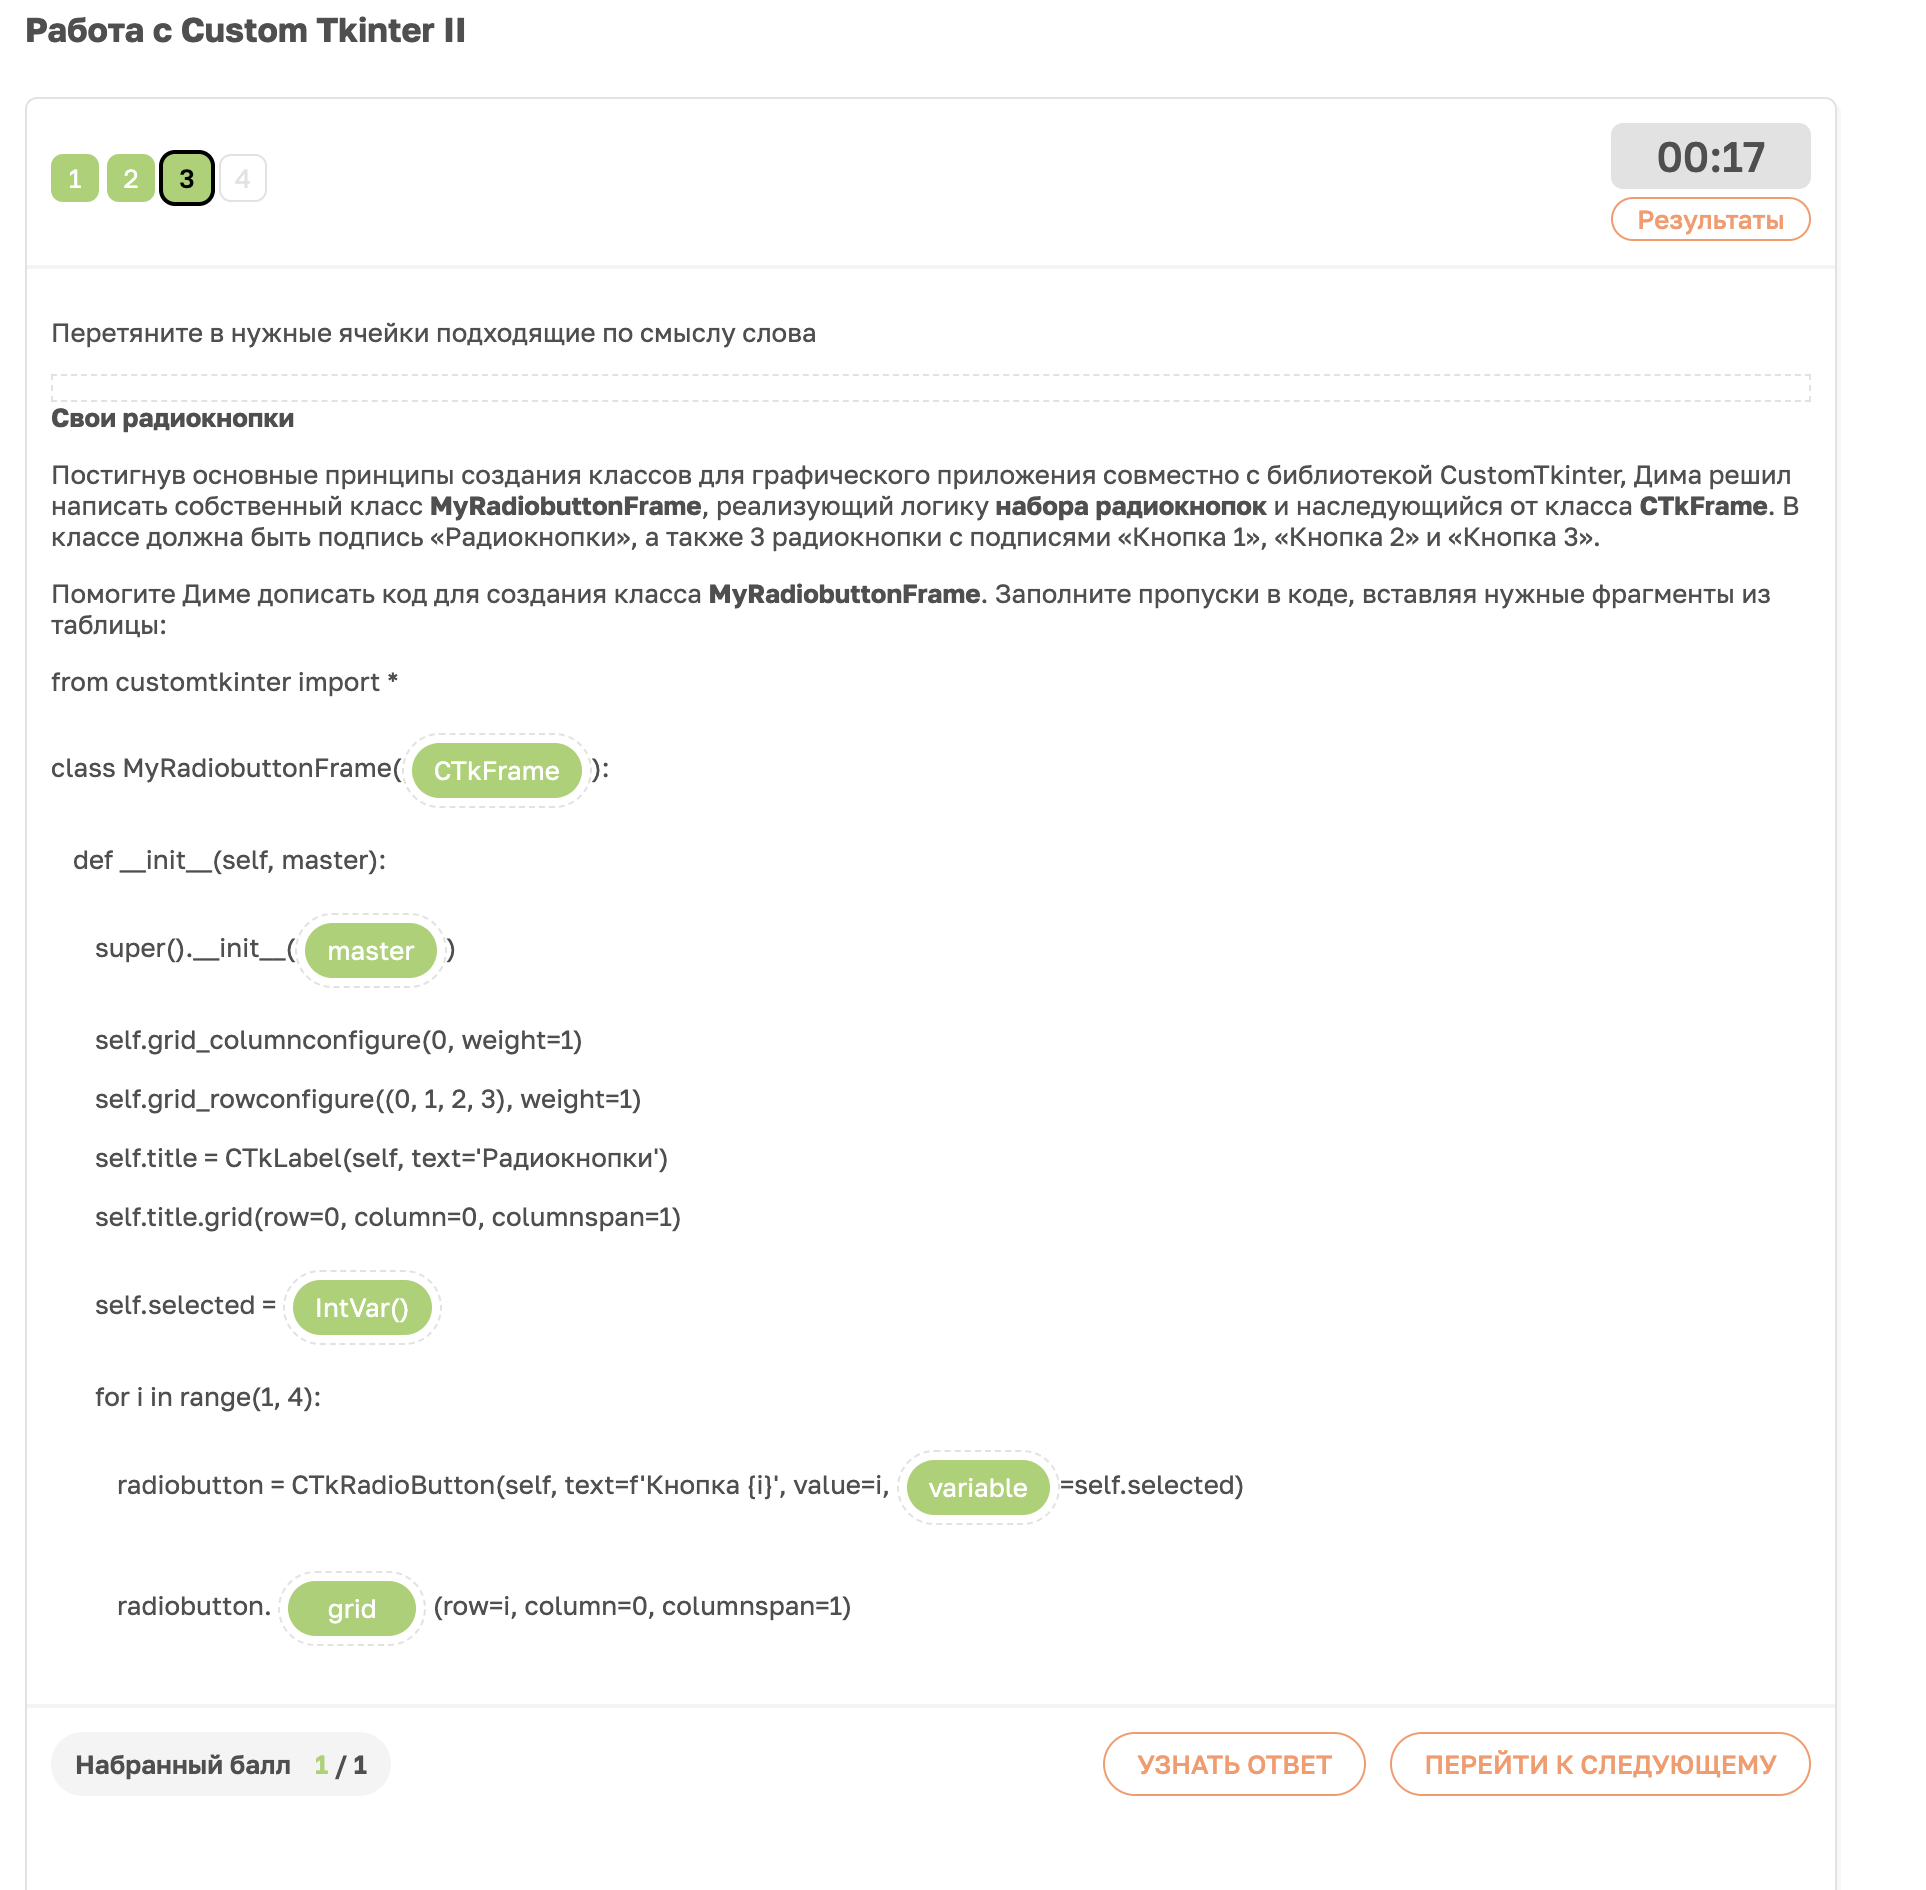 Работа с Custom Tkinter II
1 2 3 4
00:17
Результаты
Перетяните в нужные ячейки подходящие по смыслу слова
Свои радиокнопки
Постигнув основные принципы создания классов для графического приложения совместно с библиотекой CustomTkinter, Дима решил
написать собственный класс MyRadiobuttonFrame, реализующий логику набора радиокнопок и наследующийся от класса CTkFrame. В
классе должна быть подпись «Радиокнопки», а также 3 радиокнопки с подписями «Кнопка 1», «Кнопка 2» и «Кнопка 3».
Помогите Диме дописать код для создания класса MyRadiobuttonFrame. Заполните пропуски в коде, вставляя нужные фрагменты из
таблицы:
from customtkinter import *
class MyRadiobuttonFrame( CTkFrame ):
def __init__(self, master):
super().__init__( master )
self.grid_columnconfigure(0, weight=1)
self.grid_rowconfigure((0, 1, 2, 3), weight=1)
self.title = CTkLabel(self, text='Радиокнопки')
self.title.grid(row=0, column=0, columnspan=1)
self.selected = IntVar()
for i in range(1, 4):
radiobutton = CTkRadioButton(self, text=f'Кнопка {i}', value=i, variable =self.selected)
radiobutton. grid (row=i, column=0, columnspan=1)
Набранный балл 1 / 1
УЗНАТЬ ОТВЕТ
ПЕРЕЙТИ К СЛЕДУЮЩЕМУ